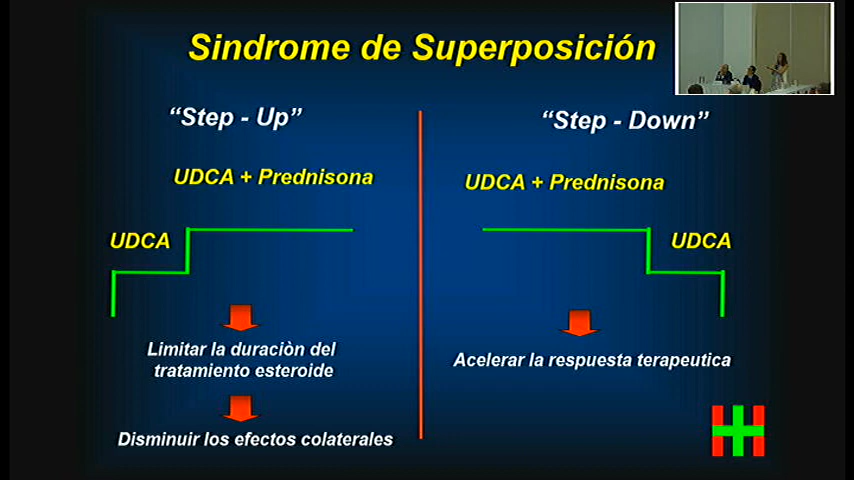 Sindrome de Superposición
“Step - Up”
UDCA + Prednisona
UDCA
Limitar la duraciòn del
tratamiento esteroide
Disminuir los efectos colaterales
“Step - Down”
UDCA + Prednisona
UDCA
Acelerar la respuesta terapeutica